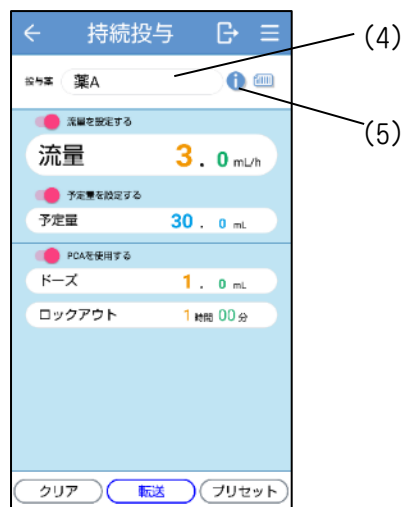 持続投与
(4)
投与薬 薬A
(5)
流量を設定する
流量 3.0 mL/h
予定量を設定する
予定量 30.0 mL
PCAを使用する
ドーズ 1.0 mL
ロックアウト 1時間00分
クリア 転送 プリセット